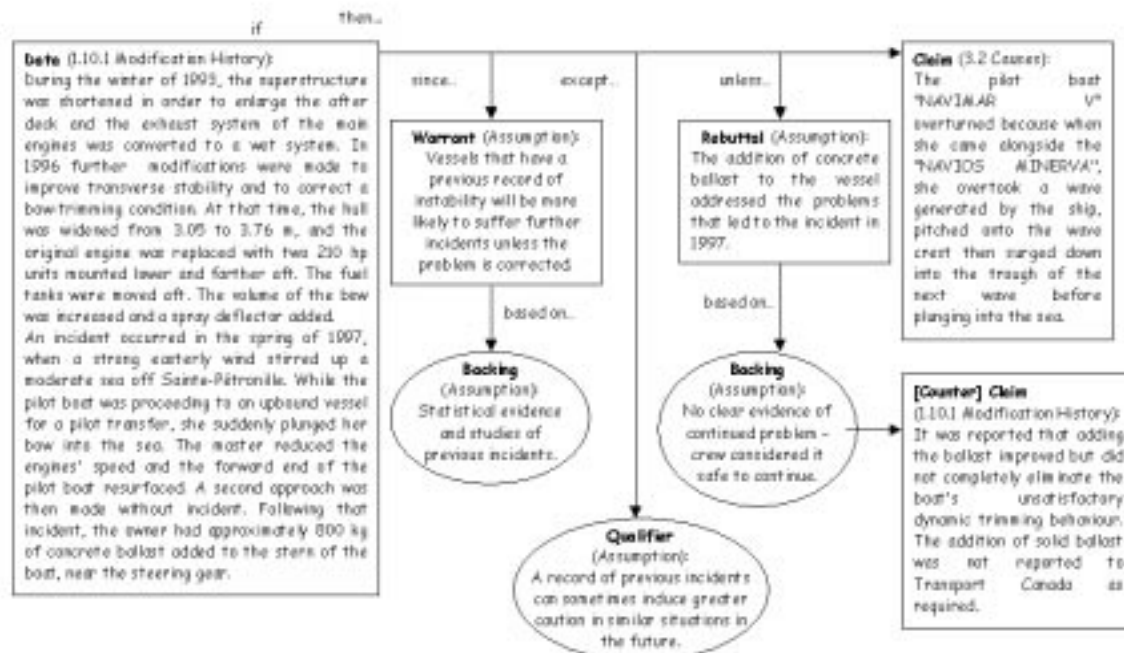 if
then...
Data (1.10.1 Modification History):
During the winter of 1993, the superstructure
was shortened in order to enlarge the after
deck and the exhaust system of the main
engines was converted to a wet system. In
1996 further modifications were made to
improve transverse stability and to correct a
bow-trimming condition. At that time, the hull
was widened from 3.05 to 3.76 m, and the
original engine was replaced with two 210 hp
units mounted lower and farther aft. The fuel
tanks were moved aft. The volume of the bow
was increased and a spray deflector added.
An incident occurred in the spring of 1997,
when a strong easterly wind stirred up a
moderate sea off Sainte-Pétronille. While the
pilot boat was proceeding to an upbound vessel
for a pilot transfer, she suddenly plunged her
bow into the sea. The master reduced the
engines' speed and the forward end of the
pilot boat resurfaced. A second approach was
then made without incident. Following that
incident, the owner had approximately 800 kg
of concrete ballast added to the stern of the
boat, near the steering gear.
since...
Warrant (Assumption):
Vessels that have a
previous record of
instability will be more
likely to suffer further
incidents unless the
problem is corrected.
based on...
Backing
(Assumption):
Statistical evidence
and studies of
previous incidents.
except...
Qualifier
(Assumption):
A record of previous incidents
can sometimes induce greater
caution in similar situations in
the future.
unless...
Rebuttal (Assumption):
The addition of concrete
ballast to the vessel
addressed the problems
that led to the incident in
1997.
based on...
Backing
(Assumption):
No clear evidence of
continued problem –
crew considered it
safe to continue.
Claim (3.2 Causes):
The pilot boat
"NAVIMAR V"
overturned because when
she came alongside the
"NAVIOS MINERVA",
she overtook a wave
generated by the ship,
pitched onto the wave
crest then surged down
into the trough of the
next wave before
plunging into the sea.
[Counter] Claim
(1.10.1 Modification History):
It was reported that adding
the ballast improved but did
not completely eliminate the
boat's unsatisfactory
dynamic trimming behaviour.
The addition of solid ballast
was not reported to
Transport Canada as
required.